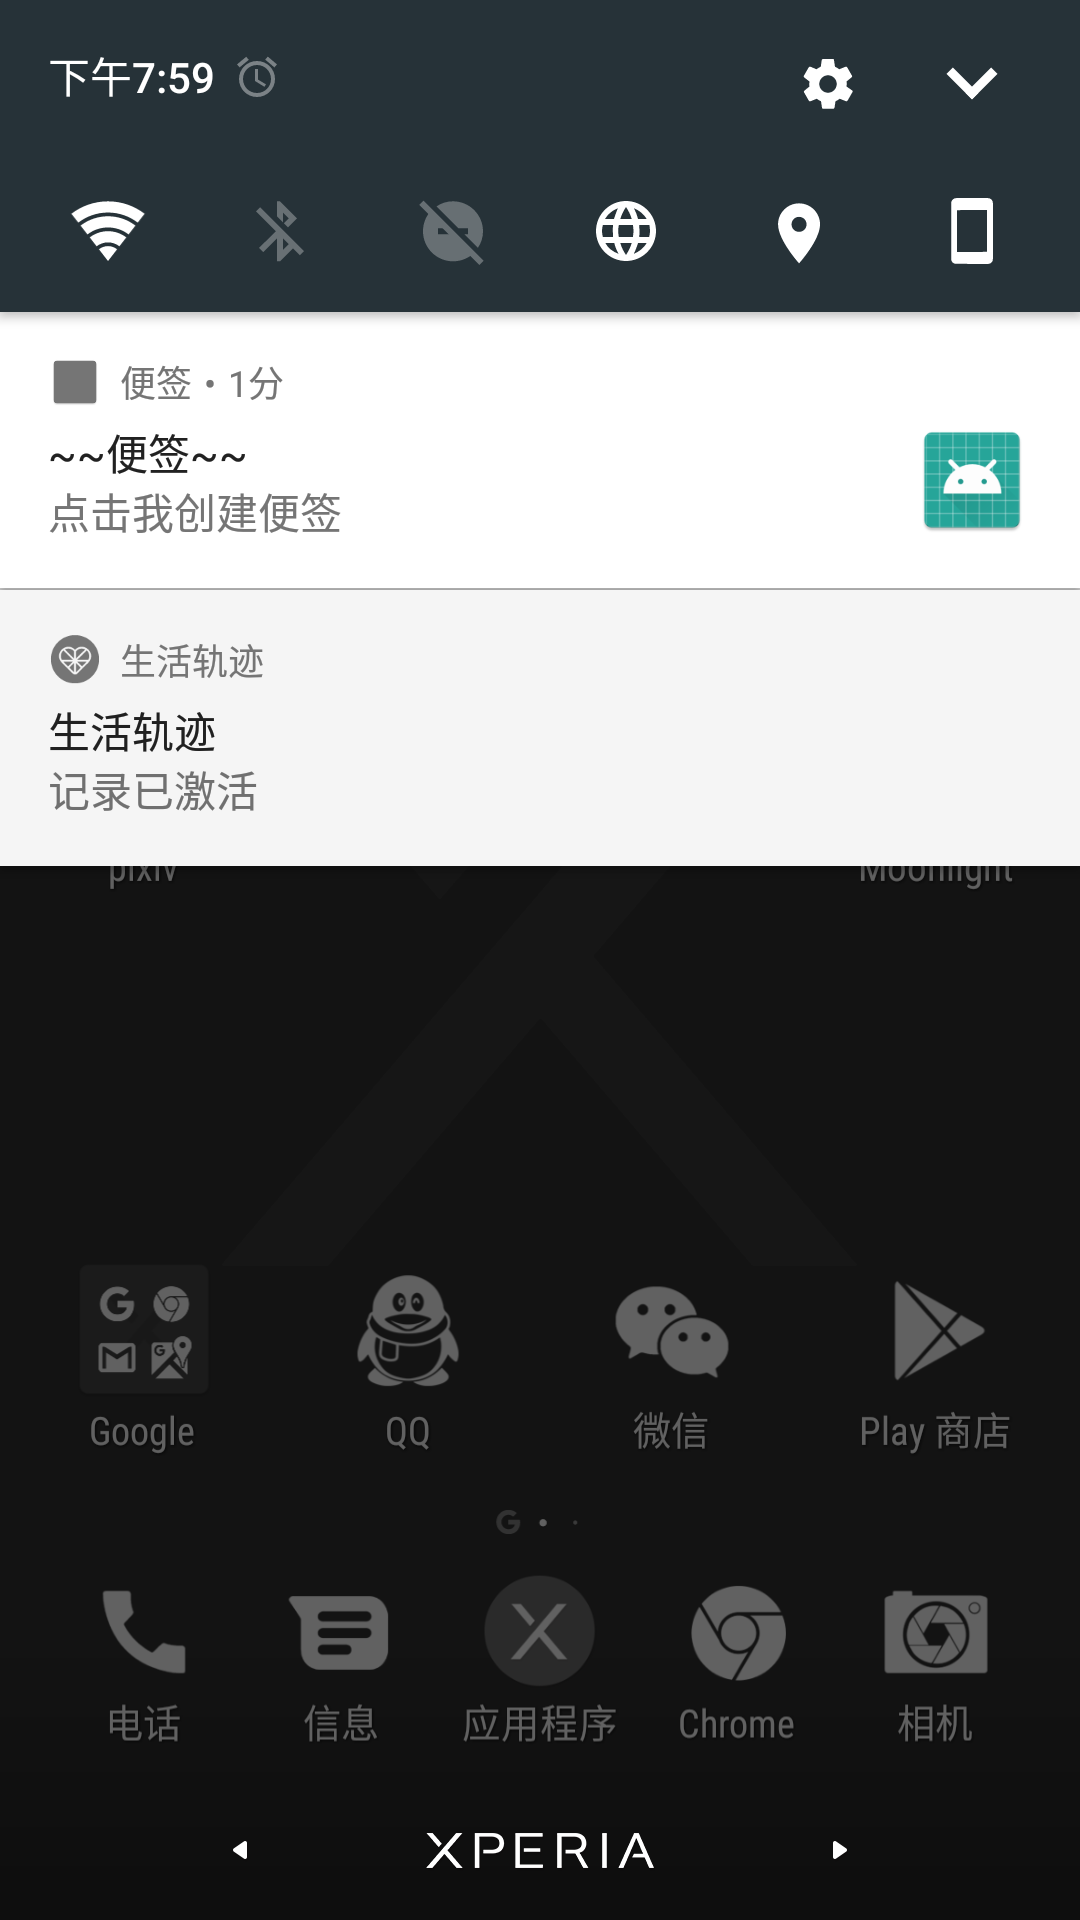 下午7:59
便签 • 1分
~~便签~~
点击我创建便签
生活轨迹
生活轨迹
记录已激活
pixiv
Moonlight
Google
QQ
微信
Play 商店
电话
信息
应用程序
Chrome
相机
XPERIA